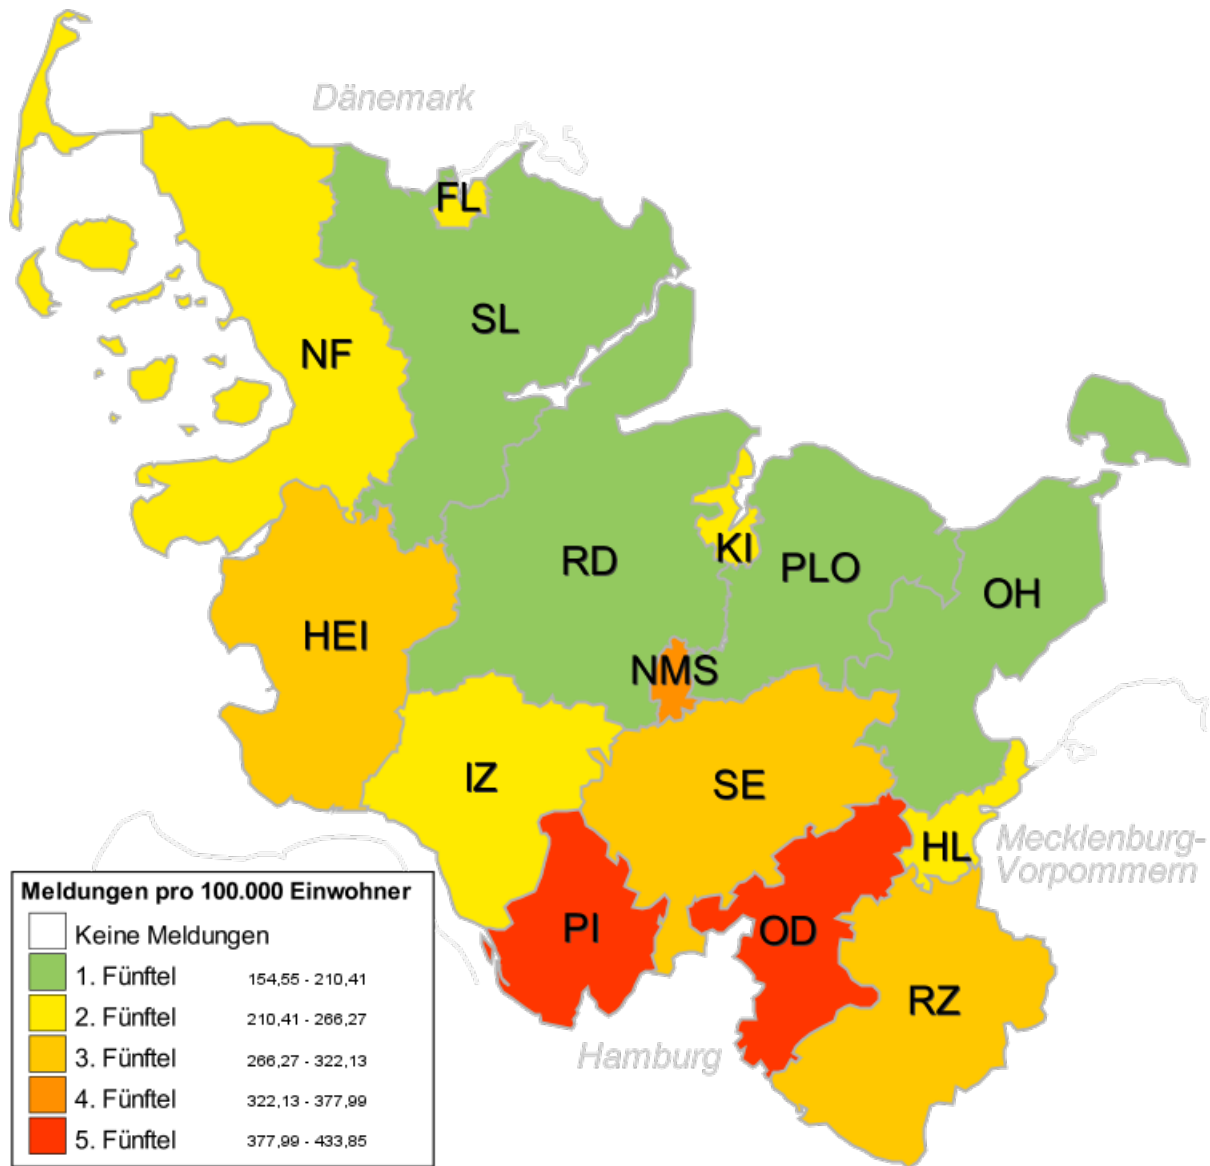 Dänemark
FL
SL
NF
KI
RD
PLO
OH
HEI
NMS
IZ
SE
HL
Mecklenburg-
Vorpommern
PI
OD
RZ
Hamburg
Meldungen pro 100.000 Einwohner
Keine Meldungen
1. Fünftel 154,55 - 210,41
2. Fünftel 210,41 - 266,27
3. Fünftel 266,27 - 322,13
4. Fünftel 322,13 - 377,99
5. Fünftel 377,99 - 433,85